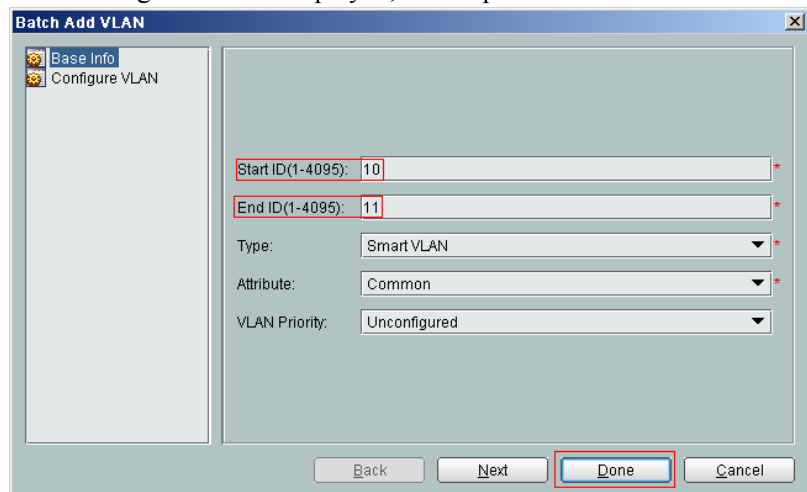 Batch Add VLAN
Base Info
Configure VLAN
Start ID(1-4095): 10 *
End ID(1-4095): 11 *
Type: Smart VLAN *
Attribute: Common *
VLAN Priority: Unconfigured
Back Next Done Cancel